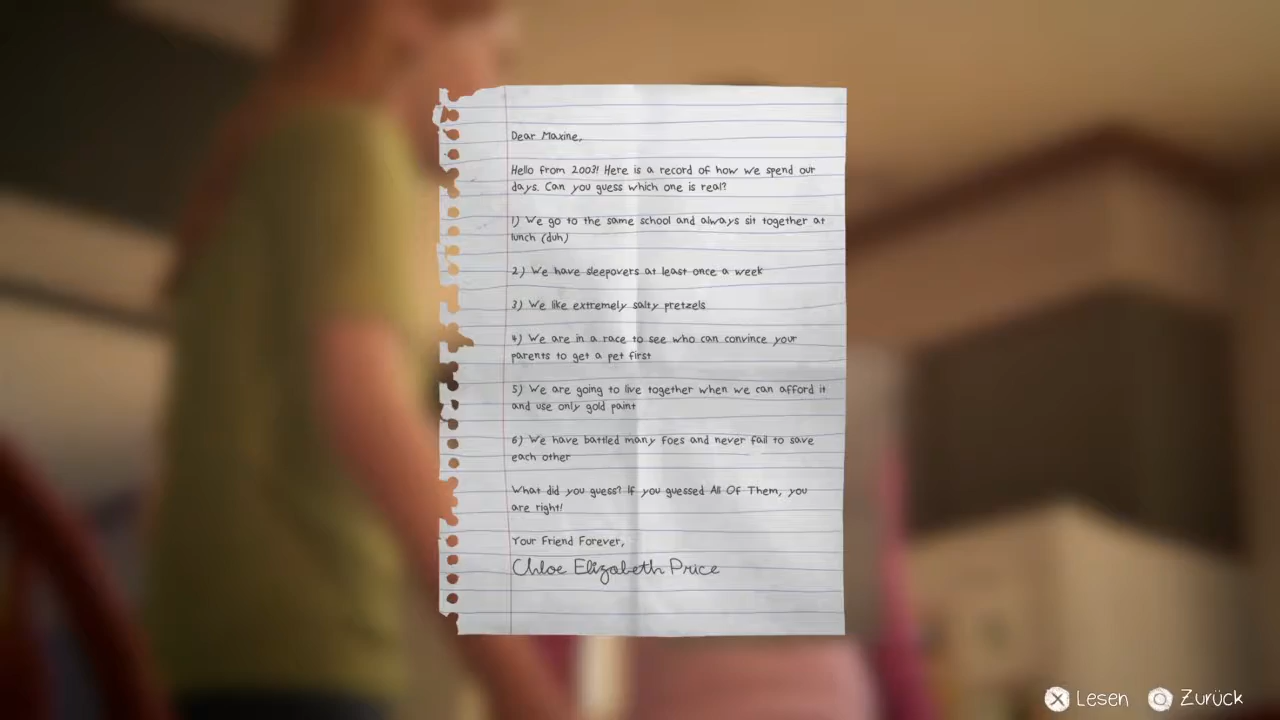 Dear Maxine,
Hello from 2003! Here is a record of how we spend our
days. Can you guess which one is real?
1) We go to the same school and always sit together at
lunch (duh)
2) We have sleepovers at least once a week
3) We like extremely salty pretzels
4) We are in a race to see who can convince your
parents to get a pet first
5) We are going to live together when we can afford it
and use only gold paint
6) We have battled many foes and never fail to save
each other
What did you guess? If you guessed All Of Them, you
are right!
Your Friend Forever,
Chloe Elizabeth Price
Lesen
Zurück